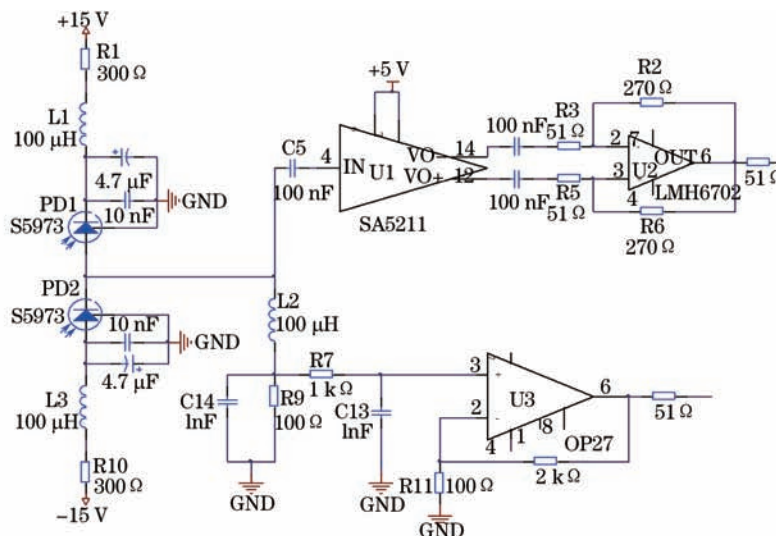 +15 V
R1
300 Ω
L1
100 μH
4.7 μF
10 nF
GND
PD1
S5973
PD2
S5973
10 nF
GND
4.7 μF
L3
100 μH
R10
300 Ω
-15 V
C5
100 nF
+5 V
4
IN
U1
VO-
14
VO+
12
SA5211
100 nF
R3
51 Ω
100 nF
R5
51 Ω
R2
270 Ω
2
7
3
4
U2
OUT
6
LMH6702
R6
270 Ω
51 Ω
L2
100 μH
R7
1 kΩ
C14
lnF
R9
100 Ω
C13
lnF
GND
GND
3
+
2
-
U3
6
4
1
8
OP27
51 Ω
R11
100 Ω
2 kΩ
GND